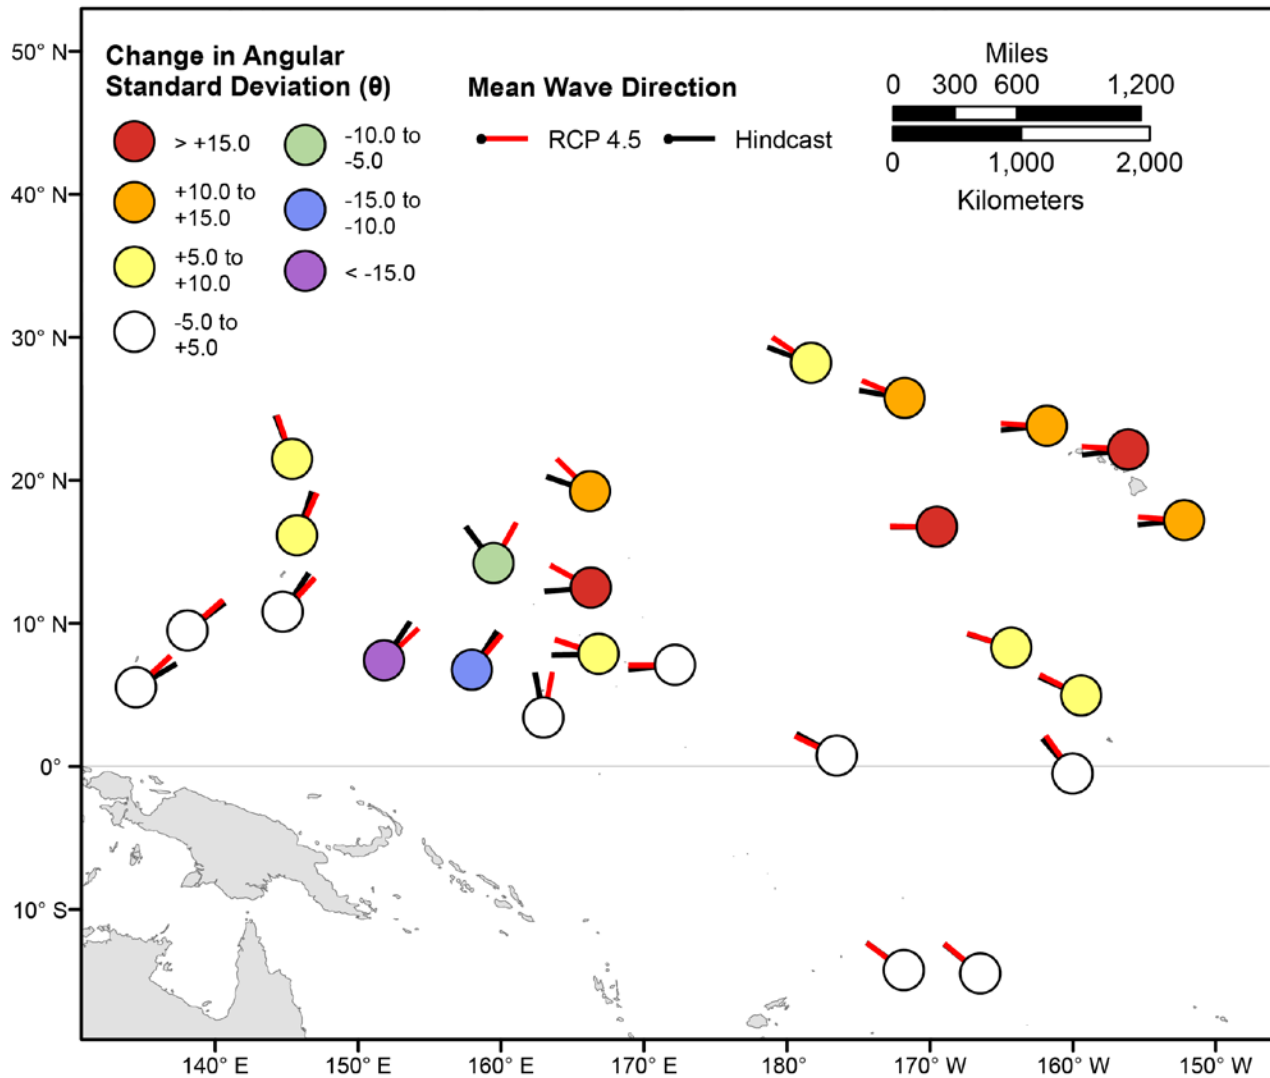 Change in Angular
Standard Deviation (θ)
> +15.0
+10.0 to
+15.0
+5.0 to
+10.0
-5.0 to
+5.0
-10.0 to
-5.0
-15.0 to
-10.0
< -15.0
Mean Wave Direction
RCP 4.5
Hindcast
Miles
0 300 600 1,200
0 1,000 2,000
Kilometers
50° N
40° N
30° N
20° N
10° N
0°
10° S
140° E 150° E 160° E 170° E 180° 170° W 160° W 150° W